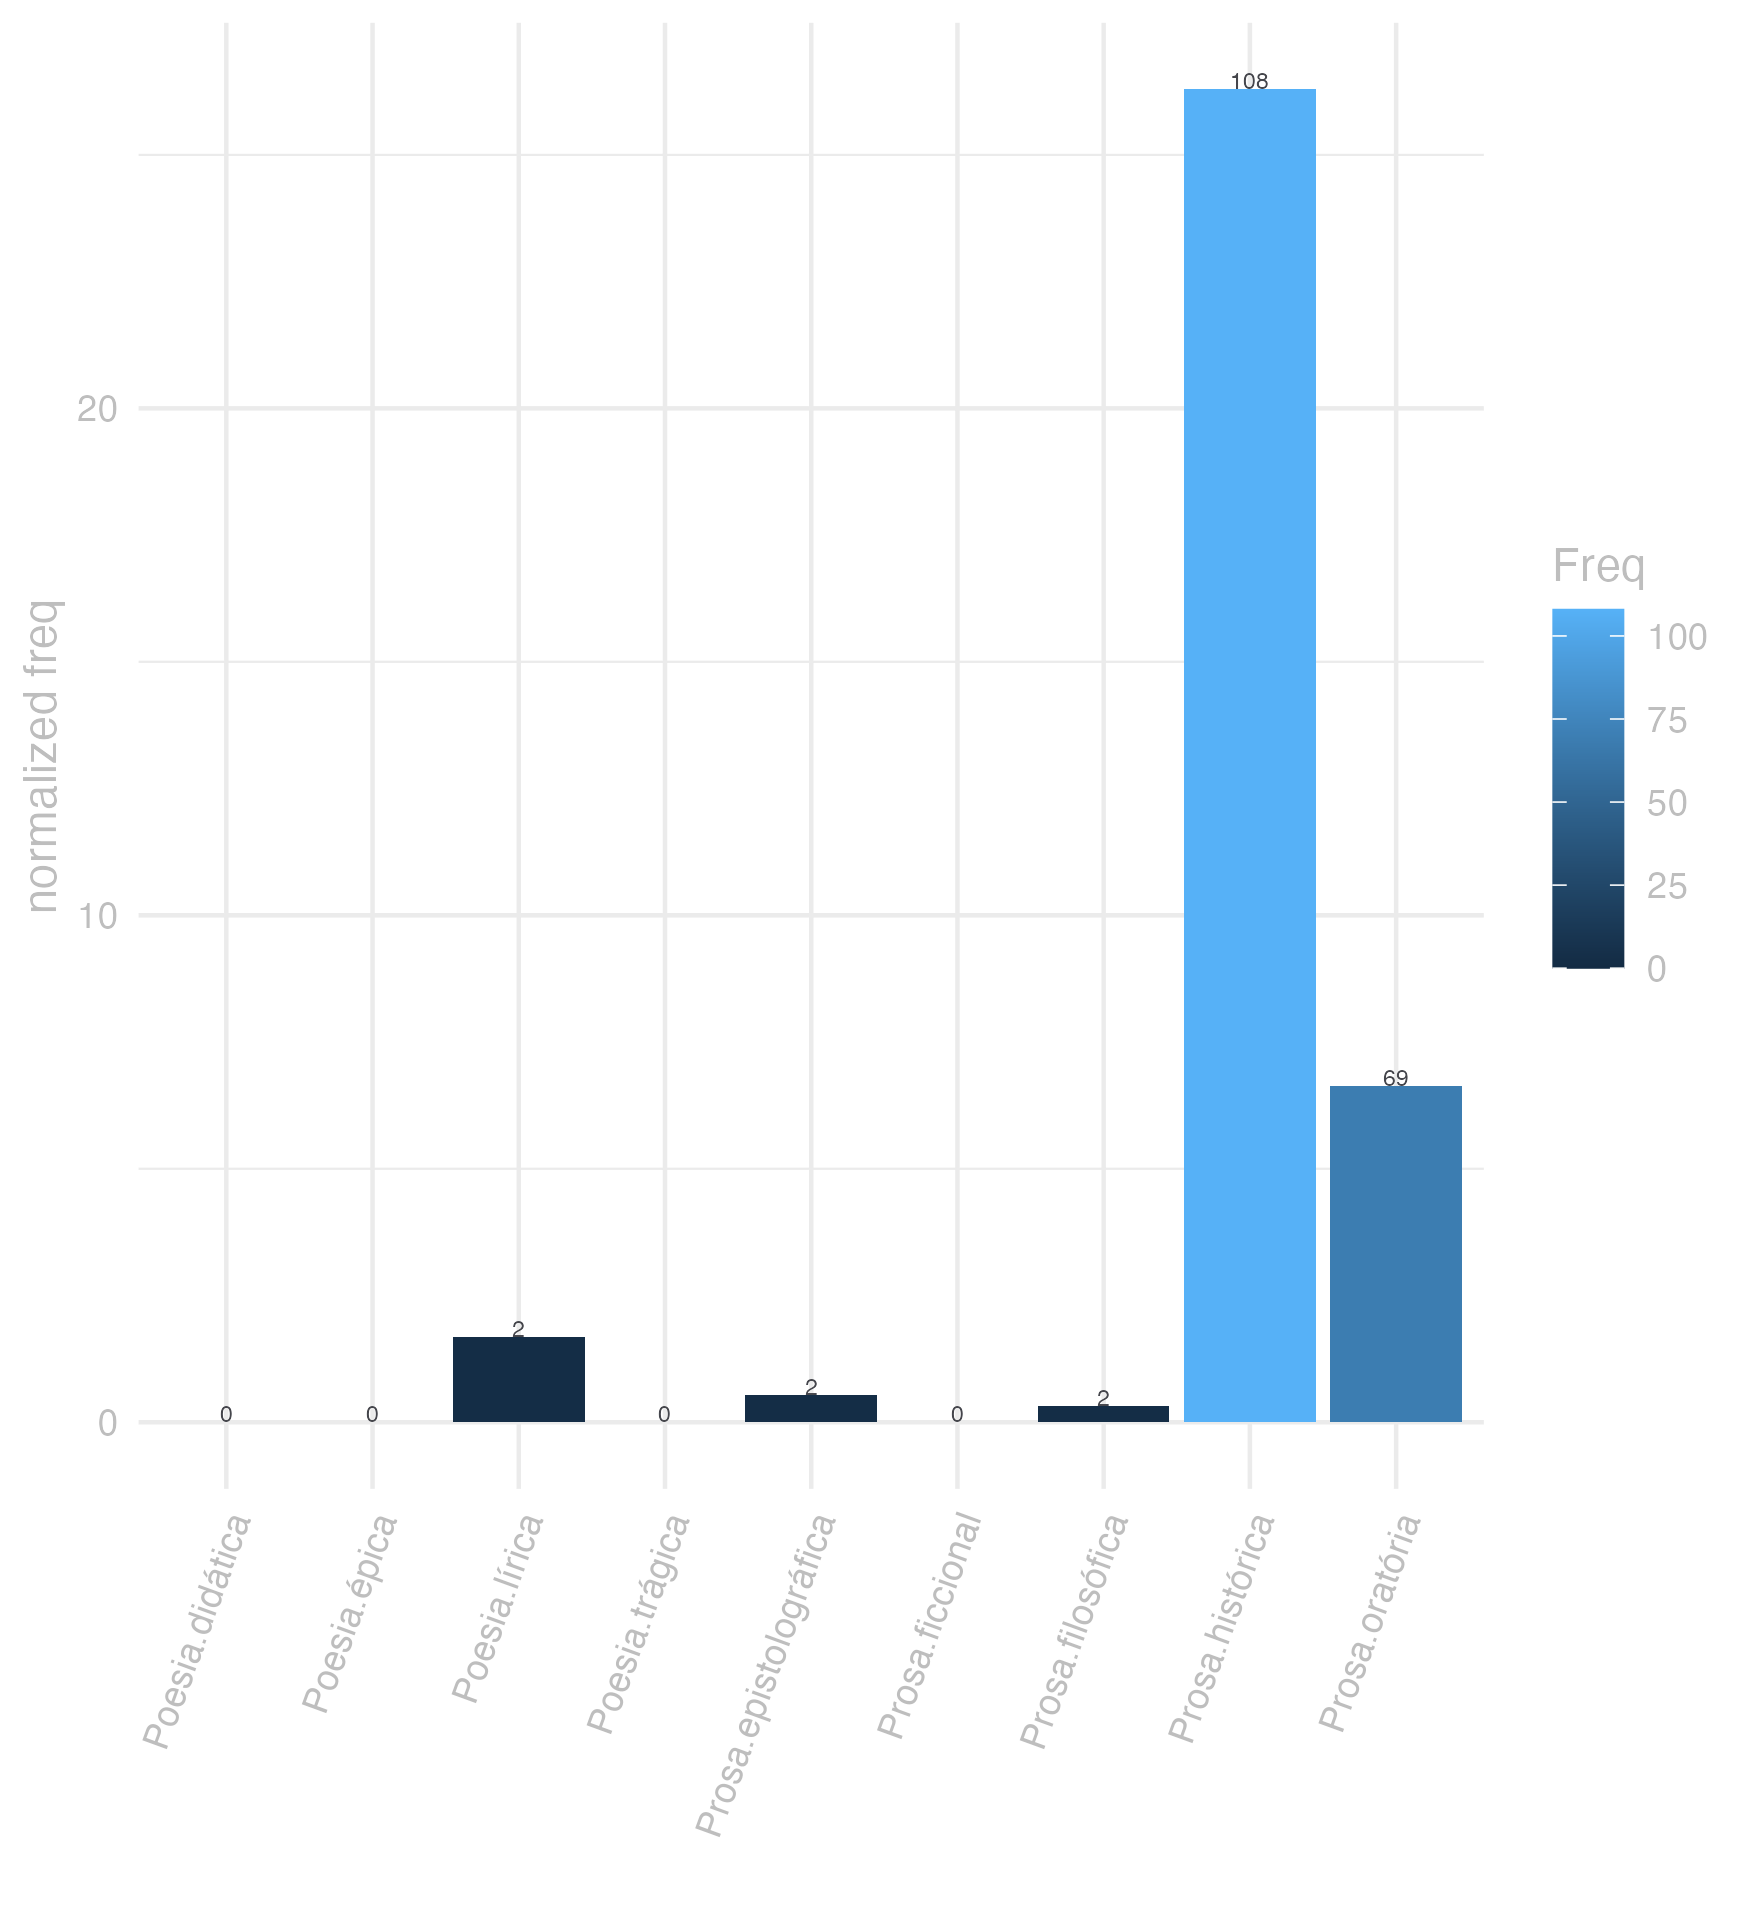 108
20
10
0
normalized freq
69
2
2
2
0
0
0
0
Poesia.didática
Poesia.épica
Poesia.lírica
Poesia.trágica
Prosa.epistolográfica
Prosa.ficcional
Prosa.filosófica
Prosa.histórica
Prosa.oratória
Freq
100
75
50
25
0